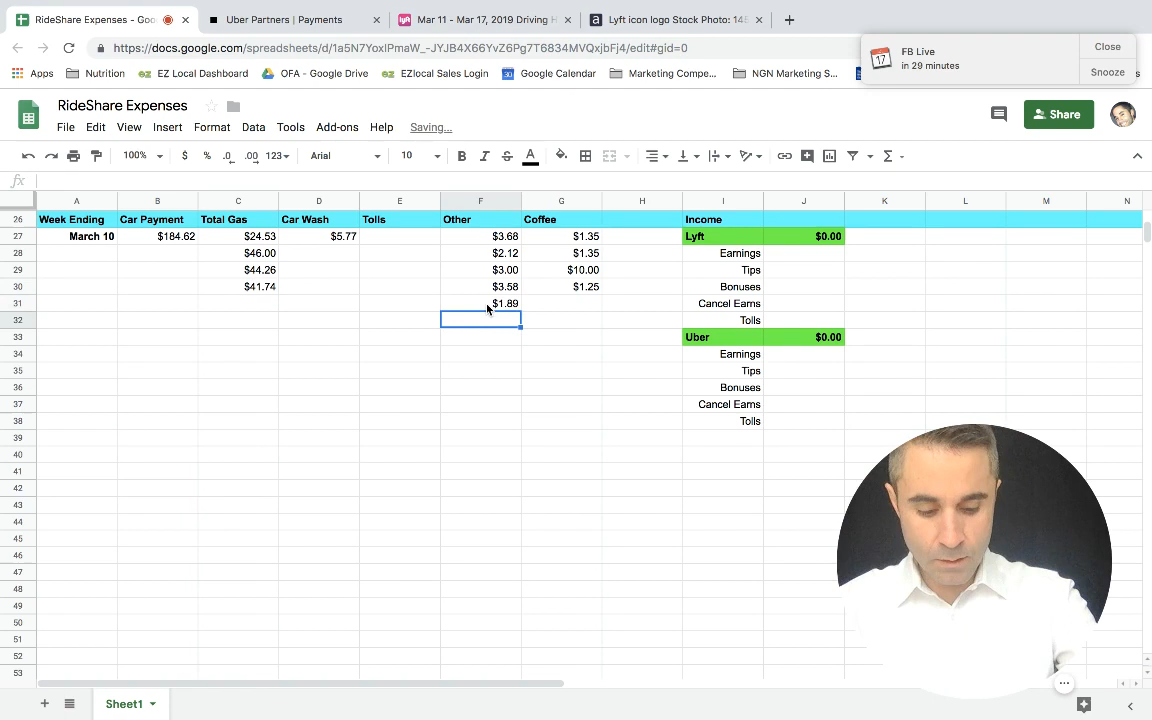 RideShare Expenses - Goo
Uber Partners | Payments
Mar 11 - Mar 17, 2019 Driving H
Lyft icon logo Stock Photo: 148
https://docs.google.com/spreadsheets/d/1a5N7YoxIPmaW_-JYJB4X66YvZ6Pg7T6834MVQxjbFj4/edit#gid=0
FB Live
in 29 minutes
Close
Snooze
Apps Nutrition EZ Local Dashboard OFA - Google Drive EZlocal Sales Login Google Calendar Marketing Compe... NGN Marketing S...
RideShare Expenses
File Edit View Insert Format Data Tools Add-ons Help Saving...
Share
100% $ % .0 .00 123 Arial 10 B I S A Σ
fx
A B C D E F G H I J K L M N
26 Week Ending Car Payment Total Gas Car Wash Tolls Other Coffee Income
27 March 10 $184.62 $24.53 $5.77 $3.68 $1.35 Lyft $0.00
28 $46.00 $2.12 $1.35 Earnings
29 $44.26 $3.00 $10.00 Tips
30 $41.74 $3.58 $1.25 Bonuses
31 $1.89 Cancel Earns
32 Tolls
33 Uber $0.00
34 Earnings
35 Tips
36 Bonuses
37 Cancel Earns
38 Tolls
39
40
41
42
43
44
45
46
47
48
49
50
51
52
53
Sheet1